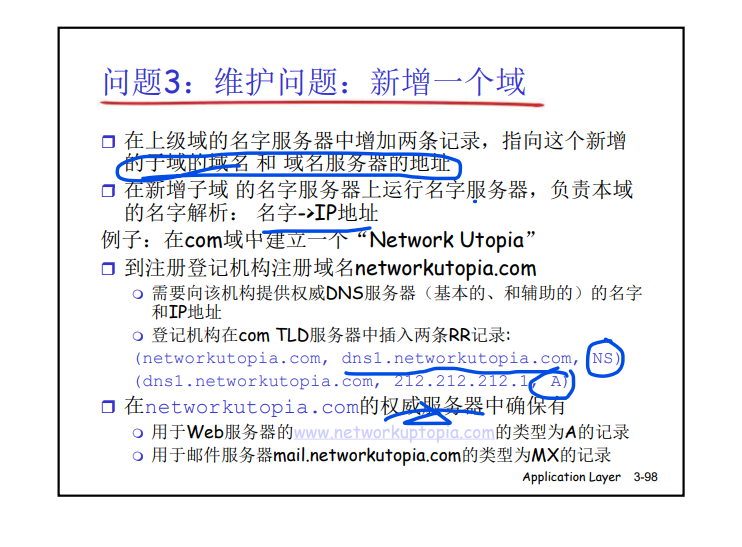 问题3：维护问题：新增一个域
❒ 在上级域的名字服务器中增加两条记录，指向这个新增
的子域的域名 和 域名服务器的地址
❒ 在新增子域 的名字服务器上运行名字服务器，负责本域
的名字解析： 名字->IP地址
例子：在com域中建立一个“Network Utopia”
❒ 到注册登记机构注册域名networkutopia.com
❍ 需要向该机构提供权威DNS服务器（基本的、和辅助的）的名字
和IP地址
❍ 登记机构在com TLD服务器中插入两条RR记录:
(networkutopia.com, dns1.networkutopia.com, NS)
(dns1.networkutopia.com, 212.212.212.1, A)
❒ 在networkutopia.com的权威服务器中确保有
❍ 用于Web服务器的www.networkuptopia.com的类型为A的记录
❍ 用于邮件服务器mail.networkutopia.com的类型为MX的记录
Application Layer 3-98